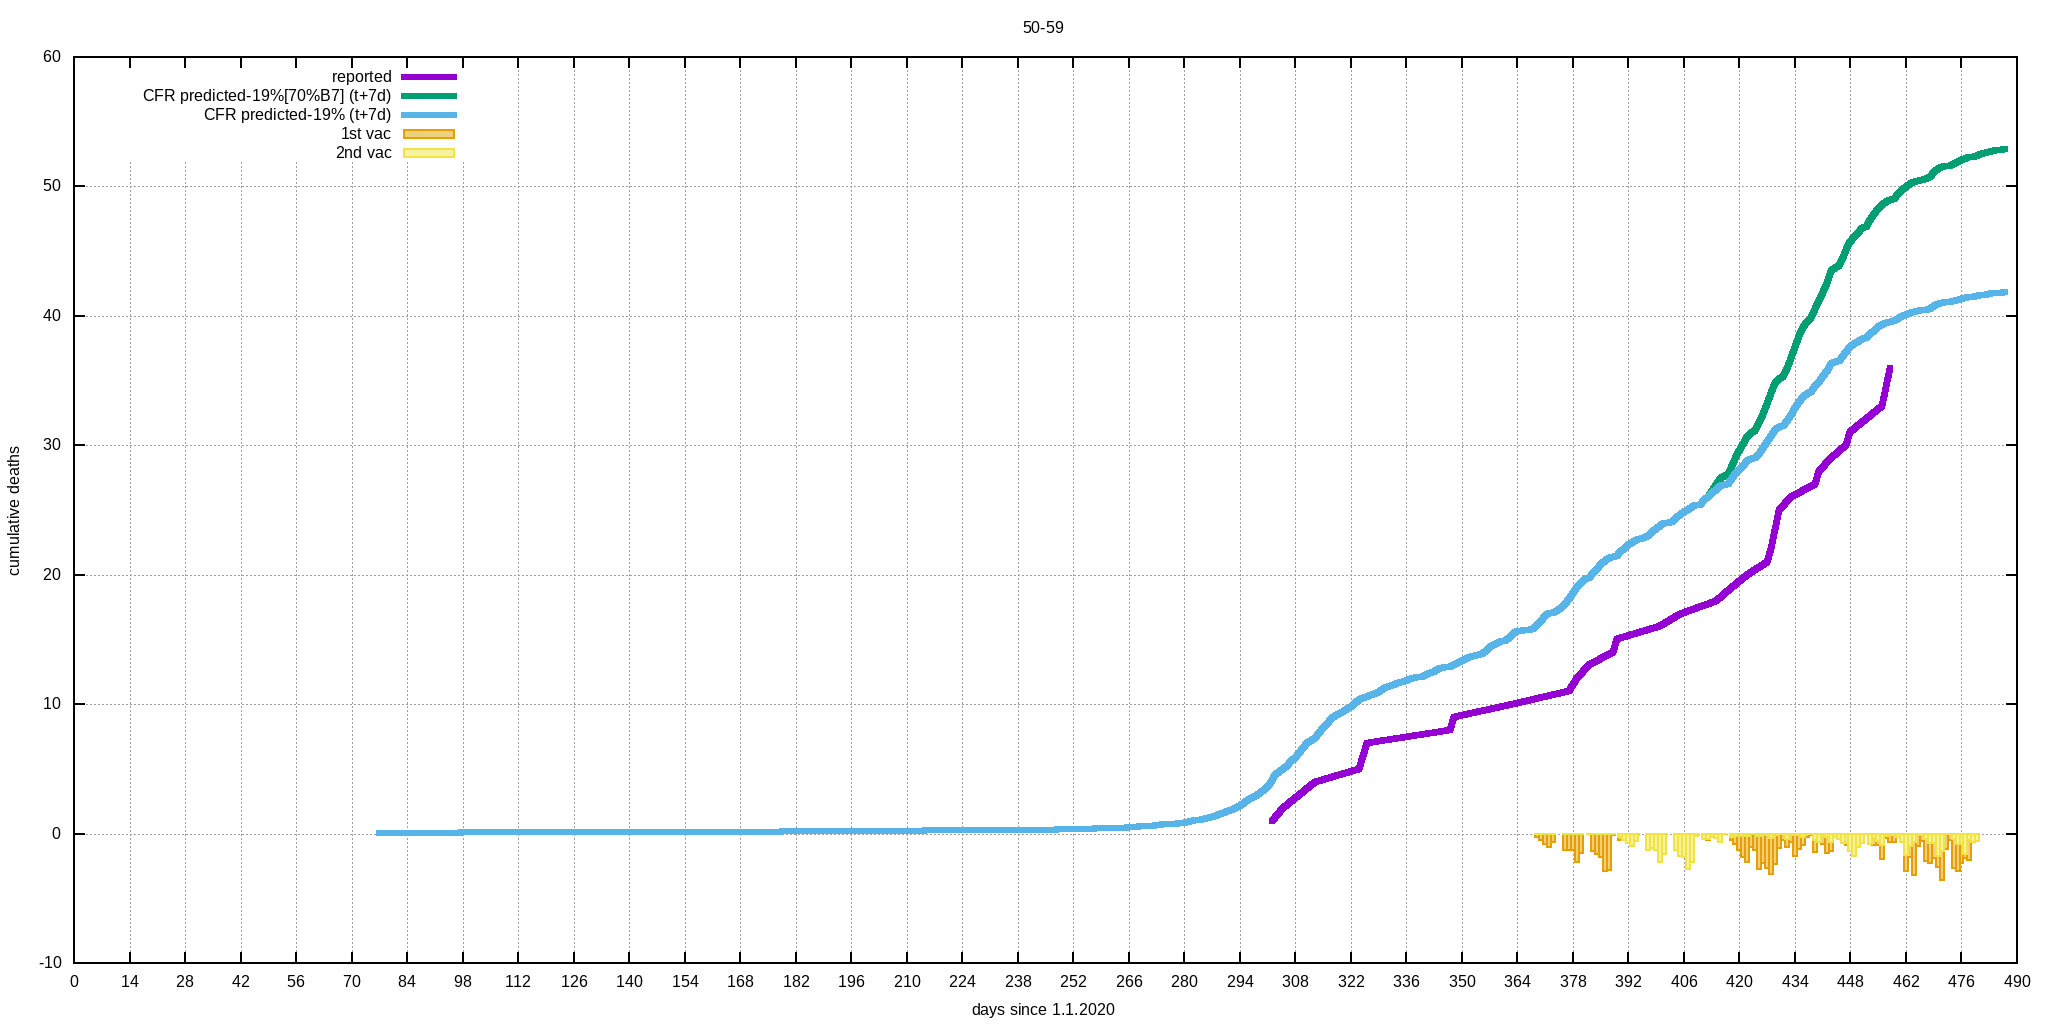 50-59
60
50
40
30
20
10
0
-10
cumulative deaths
reported
CFR predicted-19%[70%B7] (t+7d)
CFR predicted-19% (t+7d)
1st vac
2nd vac
0 14 28 42 56 70 84 98 112 126 140 154 168 182 196 210 224 238 252 266 280 294 308 322 336 350 364 378 392 406 420 434 448 462 476 490
days since 1.1.2020